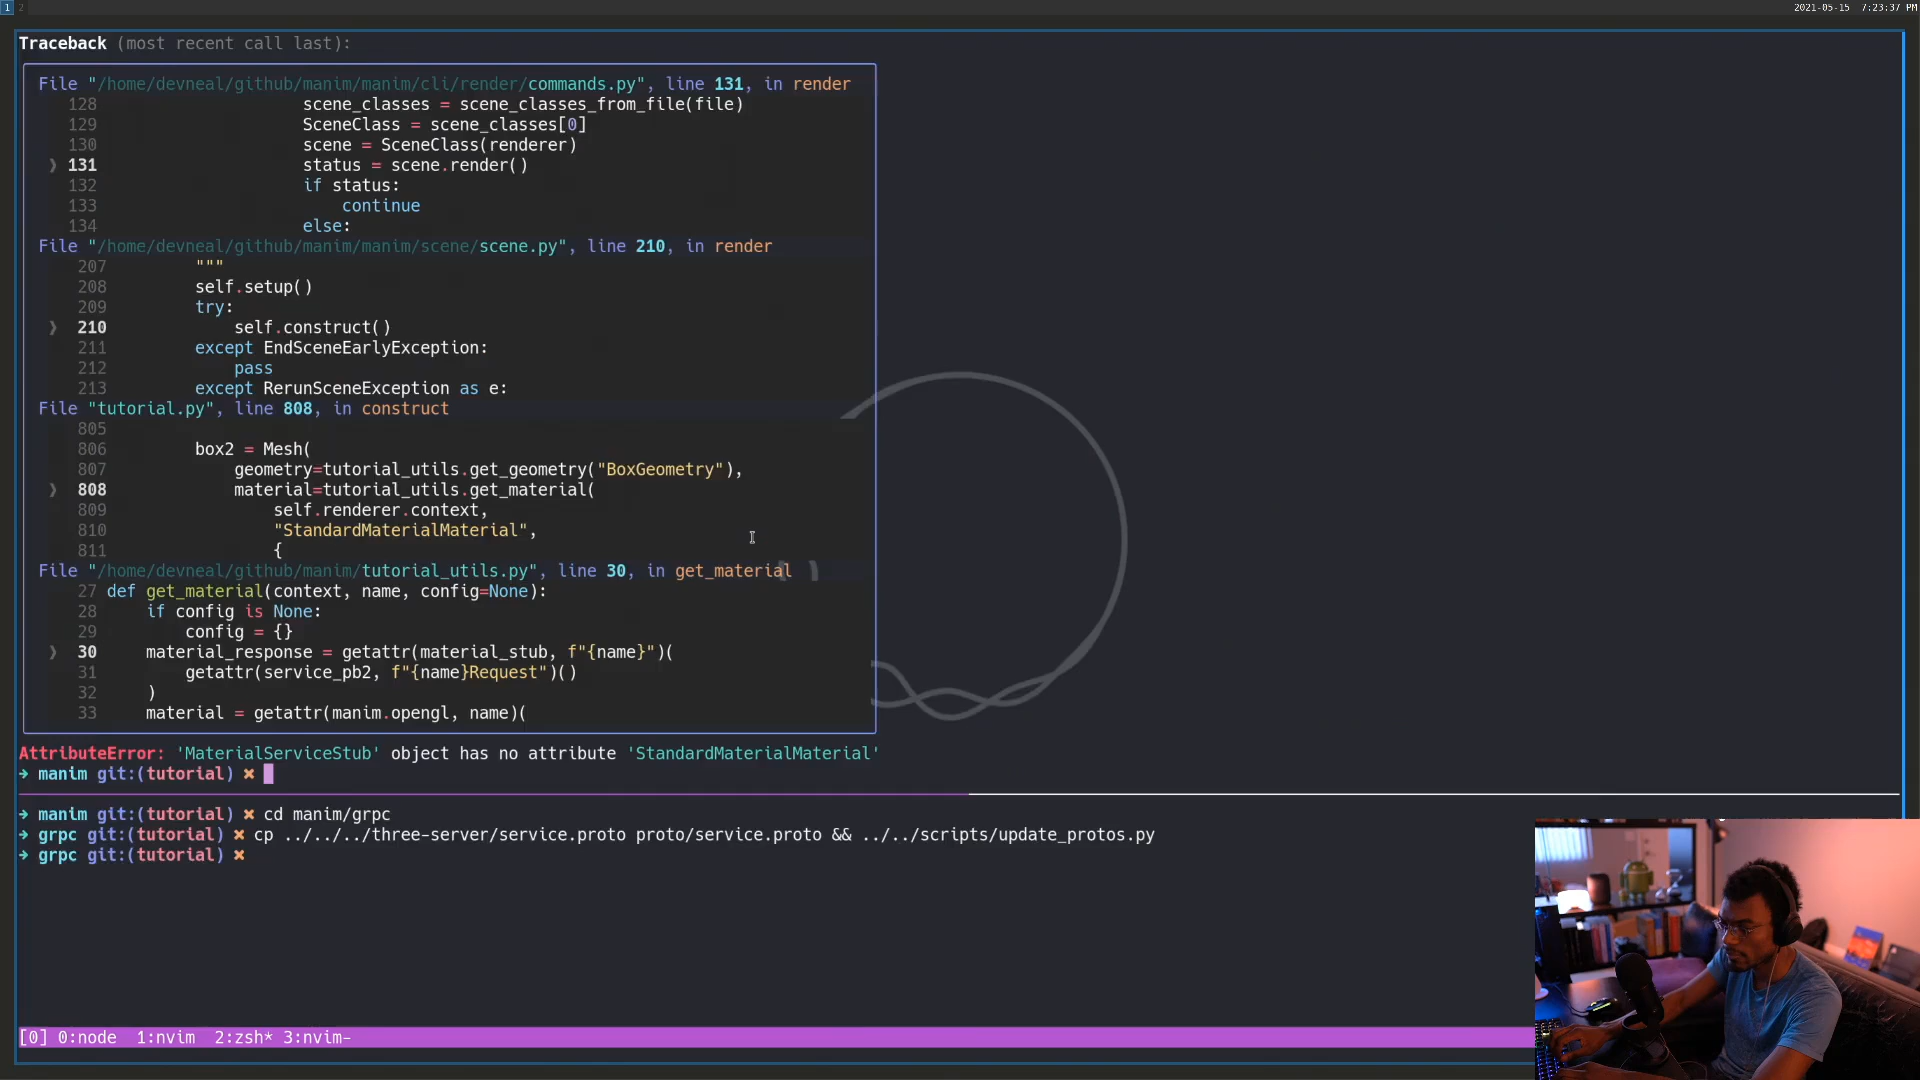 1 2
2021-05-15 7:23:37 PM
Traceback (most recent call last):
File "/home/devneal/github/manim/manim/cli/render/commands.py", line 131, in render
128 scene_classes = scene_classes_from_file(file)
129 SceneClass = scene_classes[0]
130 scene = SceneClass(renderer)
❱ 131 status = scene.render()
132 if status:
133 continue
134 else:
File "/home/devneal/github/manim/manim/scene/scene.py", line 210, in render
207 """
208 self.setup()
209 try:
❱ 210 self.construct()
211 except EndSceneEarlyException:
212 pass
213 except RerunSceneException as e:
File "tutorial.py", line 808, in construct
805
806 box2 = Mesh(
807 geometry=tutorial_utils.get_geometry("BoxGeometry"),
❱ 808 material=tutorial_utils.get_material(
809 self.renderer.context,
810 "StandardMaterialMaterial",
811 {
File "/home/devneal/github/manim/tutorial_utils.py", line 30, in get_material
27 def get_material(context, name, config=None):
28 if config is None:
29 config = {}
❱ 30 material_response = getattr(material_stub, f"{name}")(
31 getattr(service_pb2, f"{name}Request")()
32 )
33 material = getattr(manim.opengl, name)(
AttributeError: 'MaterialServiceStub' object has no attribute 'StandardMaterialMaterial'
➜ manim git:(tutorial) ✖
➜ manim git:(tutorial) ✖ cd manim/grpc
➜ grpc git:(tutorial) ✖ cp ../../../three-server/service.proto proto/service.proto && ../../scripts/update_protos.py
➜ grpc git:(tutorial) ✖
[0] 0:node 1:nvim 2:zsh* 3:nvim-